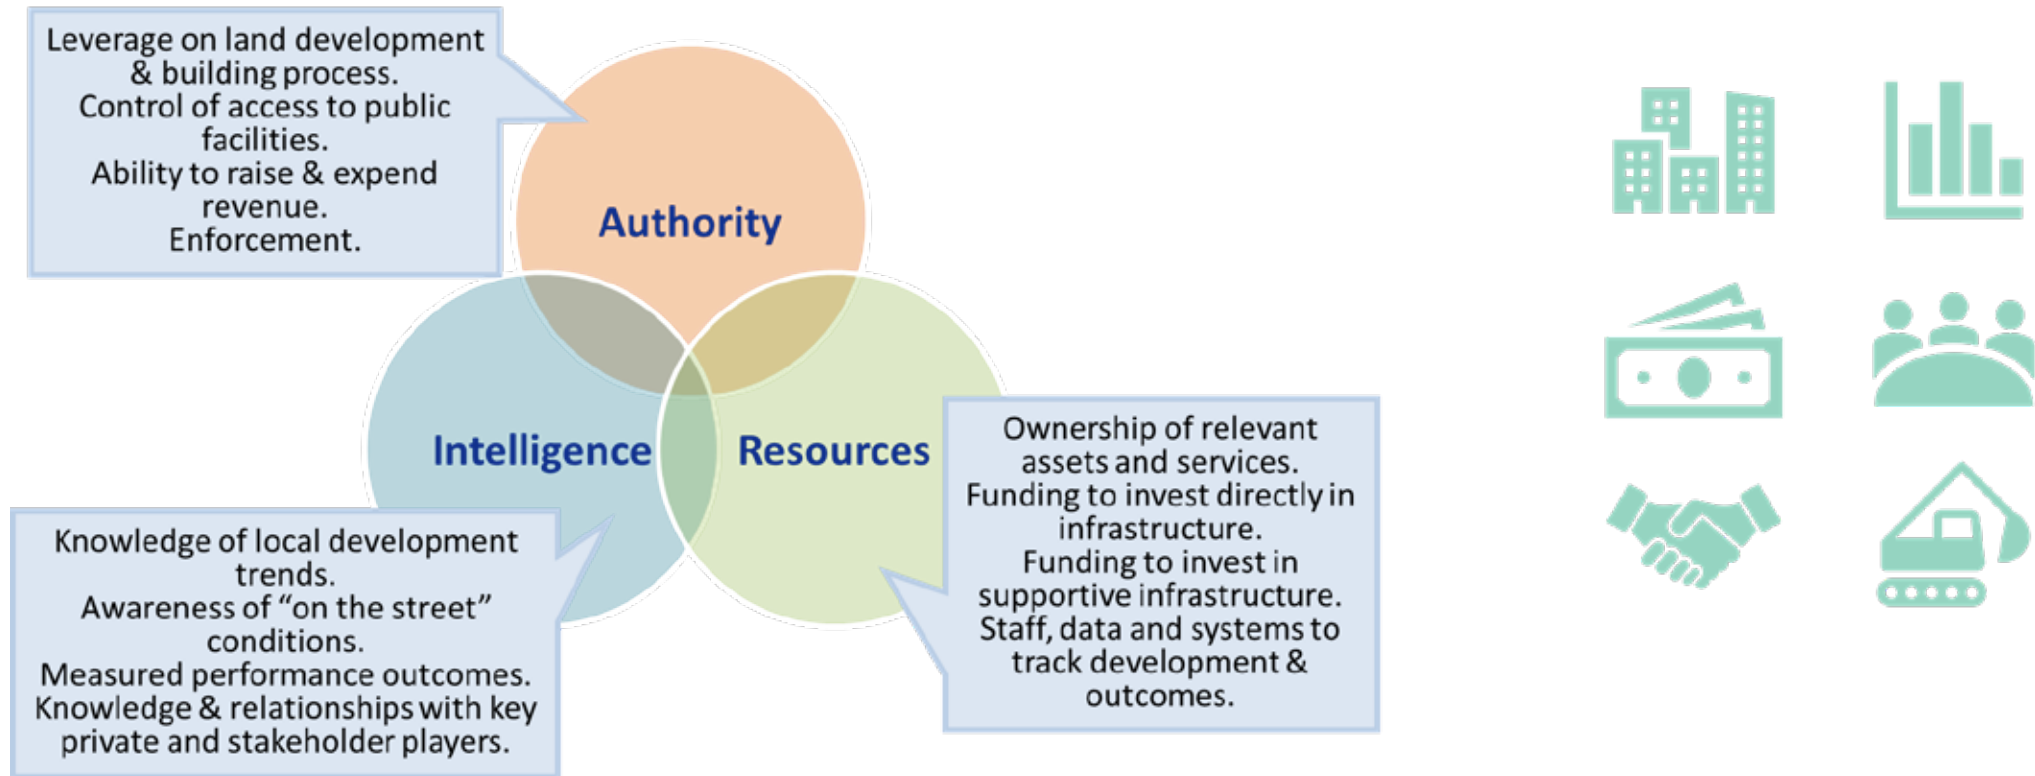 Leverage on land development
& building process.
Control of access to public
facilities.
Ability to raise & expend
revenue.
Enforcement.
Authority
Intelligence
Resources
Ownership of relevant
assets and services.
Funding to invest directly in
infrastructure.
Funding to invest in
supportive infrastructure.
Staff, data and systems to
track development &
outcomes.
Knowledge of local development
trends.
Awareness of “on the street”
conditions.
Measured performance outcomes.
Knowledge & relationships with key
private and stakeholder players.